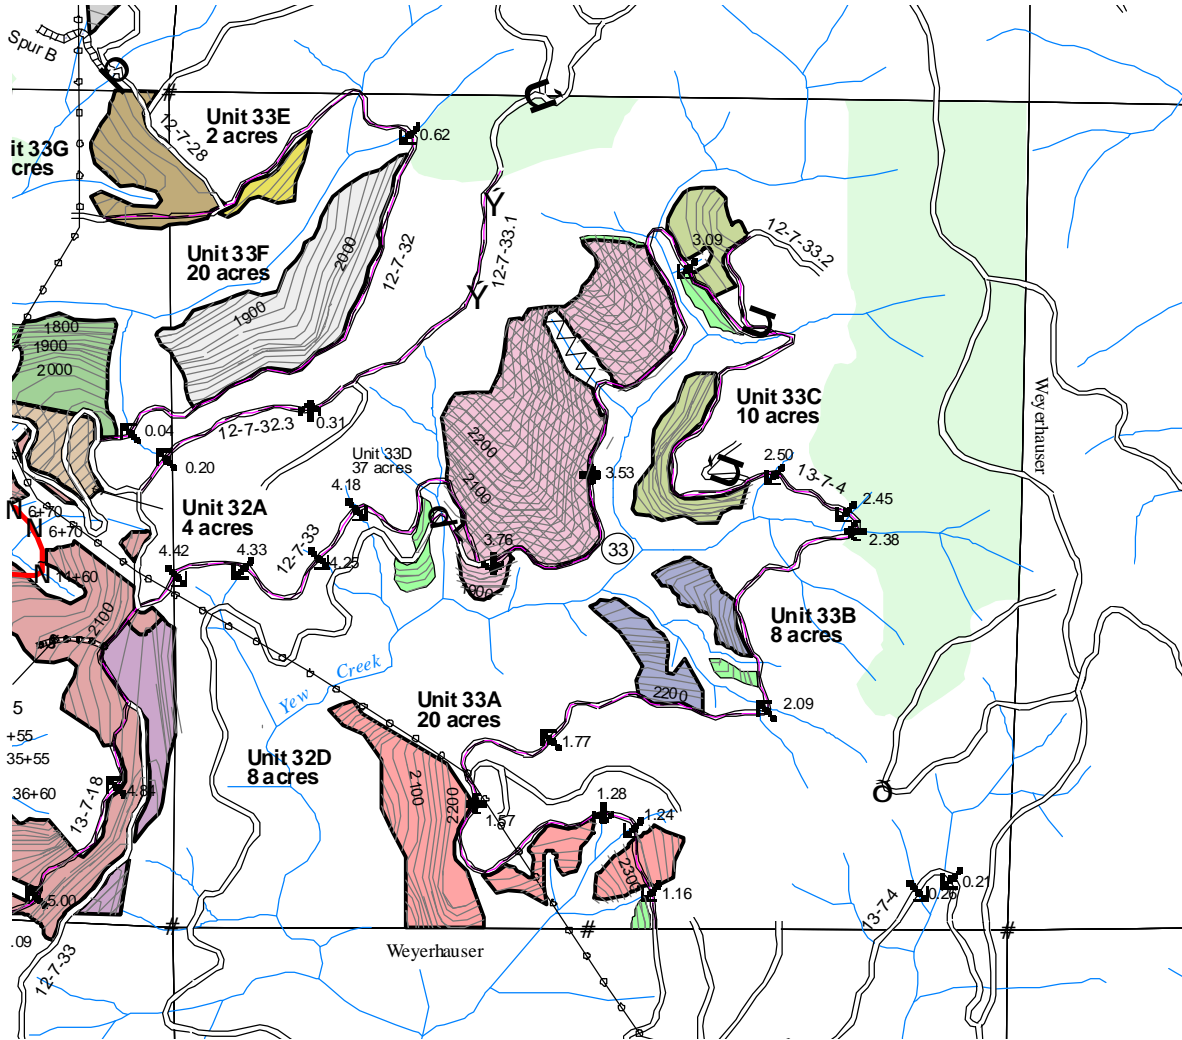 Spur B
Unit 33E
2 acres
it 33G
cres
12-7-28
0.62
Unit 33F
20 acres
2000
12-7-32
12-7-33.1
1900
3.09
12-7-33.2
1800
1900
2000
0.04
0.20
12-7-32.3
0.31
Unit 33D
37 acres
2200
2100
3.53
Unit 33C
10 acres
2.50
13-7-4
2.45
2.38
Weyerhauser
4.18
Unit 32A
4 acres
6+70
6+70
4.42
4.33
12-7-33
4.25
3.76
1900
33
11+60
2100
Unit 33B
8 acres
2200
2.09
Yew Creek
Unit 33A
20 acres
1.77
5
+55
35+55
36+60
Unit 32D
8 acres
2100
2200
1.57
1.28
1.24
2300
1.16
13-7-18
4.84
5.00
.09
12-7-33
Weyerhauser
13-7-4
0.26
0.21